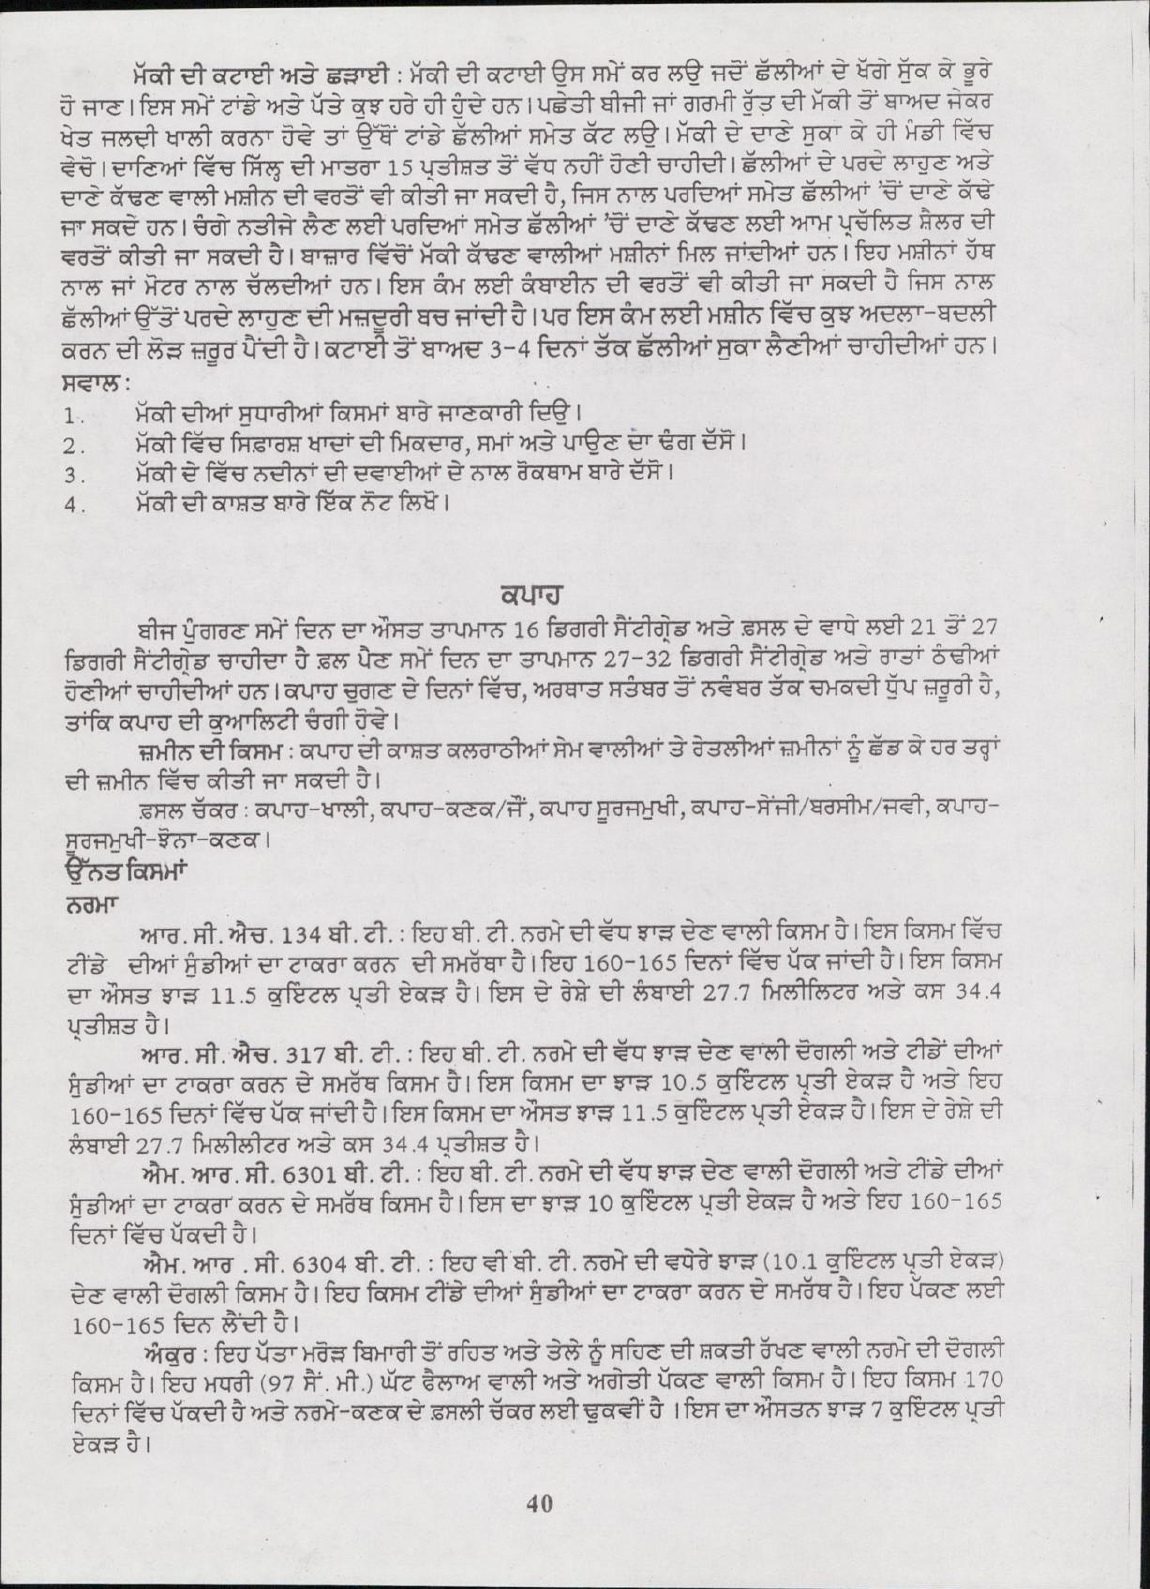 ਮੱਕੀ ਦੀ ਕਟਾਈ ਅਤੇ ਛੜਾਈ : ਮੱਕੀ ਦੀ ਕਟਾਈ ਉਸ ਸਮੇਂ ਕਰ ਲਉ ਜਦੋਂ ਛੱਲੀਆਂ ਦੇ ਖੱਗੇ ਸੁੱਕ ਕੇ ਭੂਰੇ
ਹੋ ਜਾਣ। ਇਸ ਸਮੇਂ ਟਾਂਡੇ ਅਤੇ ਪੱਤੇ ਕੁਝ ਹਰੇ ਹੀ ਹੁੰਦੇ ਹਨ। ਪਛੇਤੀ ਬੀਜੀ ਜਾਂ ਗਰਮੀ ਰੁੱਤ ਦੀ ਮੱਕੀ ਤੋਂ ਬਾਅਦ ਜੇਕਰ
ਖੇਤ ਜਲਦੀ ਖਾਲੀ ਕਰਨਾ ਹੋਵੇ ਤਾਂ ਉੱਥੋਂ ਟਾਂਡੇ ਛੱਲੀਆਂ ਸਮੇਤ ਕੱਟ ਲਉ। ਮੱਕੀ ਦੇ ਦਾਣੇ ਸੁਕਾ ਕੇ ਹੀ ਮੰਡੀ ਵਿੱਚ
ਵੇਚੋ। ਦਾਣਿਆਂ ਵਿੱਚ ਸਿੱਲ੍ਹ ਦੀ ਮਾਤਰਾ 15 ਪ੍ਰਤੀਸ਼ਤ ਤੋਂ ਵੱਧ ਨਹੀਂ ਹੋਣੀ ਚਾਹੀਦੀ। ਛੱਲੀਆਂ ਦੇ ਪਰਦੇ ਲਾਹੁਣ ਅਤੇ
ਦਾਣੇ ਕੱਢਣ ਵਾਲੀ ਮਸ਼ੀਨ ਦੀ ਵਰਤੋਂ ਵੀ ਕੀਤੀ ਜਾ ਸਕਦੀ ਹੈ, ਜਿਸ ਨਾਲ ਪਰਦਿਆਂ ਸਮੇਤ ਛੱਲੀਆਂ 'ਚੋਂ ਦਾਣੇ ਕੱਢੇ
ਜਾ ਸਕਦੇ ਹਨ। ਚੰਗੇ ਨਤੀਜੇ ਲੈਣ ਲਈ ਪਰਦਿਆਂ ਸਮੇਤ ਛੱਲੀਆਂ 'ਚੋਂ ਦਾਣੇ ਕੱਢਣ ਲਈ ਆਮ ਪ੍ਰਚੱਲਿਤ ਸ਼ੈਲਰ ਦੀ
ਵਰਤੋਂ ਕੀਤੀ ਜਾ ਸਕਦੀ ਹੈ। ਬਾਜ਼ਾਰ ਵਿੱਚੋਂ ਮੱਕੀ ਕੱਢਣ ਵਾਲੀਆਂ ਮਸ਼ੀਨਾਂ ਮਿਲ ਜਾਂਦੀਆਂ ਹਨ। ਇਹ ਮਸ਼ੀਨਾਂ ਹੱਥ
ਨਾਲ ਜਾਂ ਮੋਟਰ ਨਾਲ ਚੱਲਦੀਆਂ ਹਨ। ਇਸ ਕੰਮ ਲਈ ਕੰਬਾਈਨ ਦੀ ਵਰਤੋਂ ਵੀ ਕੀਤੀ ਜਾ ਸਕਦੀ ਹੈ ਜਿਸ ਨਾਲ
ਛੱਲੀਆਂ ਉੱਤੋਂ ਪਰਦੇ ਲਾਹੁਣ ਦੀ ਮਜ਼ਦੂਰੀ ਬਚ ਜਾਂਦੀ ਹੈ। ਪਰ ਇਸ ਕੰਮ ਲਈ ਮਸ਼ੀਨ ਵਿੱਚ ਕੁਝ ਅਦਲਾ-ਬਦਲੀ
ਕਰਨ ਦੀ ਲੋੜ ਜ਼ਰੂਰ ਪੈਂਦੀ ਹੈ। ਕਟਾਈ ਤੋਂ ਬਾਅਦ 3-4 ਦਿਨਾਂ ਤੱਕ ਛੱਲੀਆਂ ਸੁਕਾ ਲੈਣੀਆਂ ਚਾਹੀਦੀਆਂ ਹਨ।
ਸਵਾਲ :
1. ਮੱਕੀ ਦੀਆਂ ਸੁਧਾਰੀਆਂ ਕਿਸਮਾਂ ਬਾਰੇ ਜਾਣਕਾਰੀ ਦਿਉ।
2. ਮੱਕੀ ਵਿੱਚ ਸਿਫ਼ਾਰਸ਼ ਖਾਦਾਂ ਦੀ ਮਿਕਦਾਰ, ਸਮਾਂ ਅਤੇ ਪਾਉਣ ਦਾ ਢੰਗ ਦੱਸੋ।
3. ਮੱਕੀ ਦੇ ਵਿੱਚ ਨਦੀਨਾਂ ਦੀ ਦਵਾਈਆਂ ਦੇ ਨਾਲ ਰੋਕਥਾਮ ਬਾਰੇ ਦੱਸੋ।
4. ਮੱਕੀ ਦੀ ਕਾਸ਼ਤ ਬਾਰੇ ਇੱਕ ਨੋਟ ਲਿਖੋ।
ਕਪਾਹ
ਬੀਜ ਪੁੰਗਰਣ ਸਮੇਂ ਦਿਨ ਦਾ ਔਸਤ ਤਾਪਮਾਨ 16 ਡਿਗਰੀ ਸੈਂਟੀਗ੍ਰੇਡ ਅਤੇ ਫ਼ਸਲ ਦੇ ਵਾਧੇ ਲਈ 21 ਤੋਂ 27
ਡਿਗਰੀ ਸੈਂਟੀਗ੍ਰੇਡ ਚਾਹੀਦਾ ਹੈ ਫ਼ਲ ਪੈਣ ਸਮੇਂ ਦਿਨ ਦਾ ਤਾਪਮਾਨ 27-32 ਡਿਗਰੀ ਸੈਂਟੀਗ੍ਰੇਡ ਅਤੇ ਰਾਤਾਂ ਠੰਢੀਆਂ
ਹੋਣੀਆਂ ਚਾਹੀਦੀਆਂ ਹਨ। ਕਪਾਹ ਚੁਗਣ ਦੇ ਦਿਨਾਂ ਵਿੱਚ, ਅਰਥਾਤ ਸਤੰਬਰ ਤੋਂ ਨਵੰਬਰ ਤੱਕ ਚਮਕਦੀ ਧੁੱਪ ਜ਼ਰੂਰੀ ਹੈ,
ਤਾਂਕਿ ਕਪਾਹ ਦੀ ਕੁਆਲਿਟੀ ਚੰਗੀ ਹੋਵੇ।
ਜ਼ਮੀਨ ਦੀ ਕਿਸਮ : ਕਪਾਹ ਦੀ ਕਾਸ਼ਤ ਕਲਰਾਠੀਆਂ ਸੇਮ ਵਾਲੀਆਂ ਤੇ ਰੇਤਲੀਆਂ ਜ਼ਮੀਨਾਂ ਨੂੰ ਛੱਡ ਕੇ ਹਰ ਤਰ੍ਹਾਂ
ਦੀ ਜ਼ਮੀਨ ਵਿੱਚ ਕੀਤੀ ਜਾ ਸਕਦੀ ਹੈ।
ਫ਼ਸਲ ਚੱਕਰ : ਕਪਾਹ-ਖਾਲੀ, ਕਪਾਹ-ਕਣਕ/ਜੌਂ, ਕਪਾਹ ਸੂਰਜਮੁਖੀ, ਕਪਾਹ-ਸੇਂਜੀ/ਬਰਸੀਮ/ਜਵੀ, ਕਪਾਹ-
ਸੂਰਜਮੁਖੀ-ਝੋਨਾ-ਕਣਕ।
ਉੱਨਤ ਕਿਸਮਾਂ
ਨਰਮਾ
ਆਰ. ਸੀ. ਐਚ. 134 ਬੀ. ਟੀ. : ਇਹ ਬੀ. ਟੀ. ਨਰਮੇ ਦੀ ਵੱਧ ਝਾੜ ਦੇਣ ਵਾਲੀ ਕਿਸਮ ਹੈ। ਇਸ ਕਿਸਮ ਵਿੱਚ
ਟੀਂਡੇ ਦੀਆਂ ਸੁੰਡੀਆਂ ਦਾ ਟਾਕਰਾ ਕਰਨ ਦੀ ਸਮਰੱਥਾ ਹੈ। ਇਹ 160-165 ਦਿਨਾਂ ਵਿੱਚ ਪੱਕ ਜਾਂਦੀ ਹੈ। ਇਸ ਕਿਸਮ
ਦਾ ਔਸਤ ਝਾੜ 11.5 ਕੁਇੰਟਲ ਪ੍ਰਤੀ ਏਕੜ ਹੈ। ਇਸ ਦੇ ਰੇਸ਼ੇ ਦੀ ਲੰਬਾਈ 27.7 ਮਿਲੀਲਿਟਰ ਅਤੇ ਕਸ 34.4
ਪ੍ਰਤੀਸ਼ਤ ਹੈ।
ਆਰ. ਸੀ. ਐਚ. 317 ਬੀ. ਟੀ. : ਇਹ ਬੀ. ਟੀ. ਨਰਮੇ ਦੀ ਵੱਧ ਝਾੜ ਦੇਣ ਵਾਲੀ ਦੋਗਲੀ ਅਤੇ ਟੀਡੇਂ ਦੀਆਂ
ਸੁੰਡੀਆਂ ਦਾ ਟਾਕਰਾ ਕਰਨ ਦੇ ਸਮਰੱਥ ਕਿਸਮ ਹੈ। ਇਸ ਕਿਸਮ ਦਾ ਝਾੜ 10.5 ਕੁਇੰਟਲ ਪ੍ਰਤੀ ਏਕੜ ਹੈ ਅਤੇ ਇਹ
160-165 ਦਿਨਾਂ ਵਿੱਚ ਪੱਕ ਜਾਂਦੀ ਹੈ। ਇਸ ਕਿਸਮ ਦਾ ਔਸਤ ਝਾੜ 11.5 ਕੁਇੰਟਲ ਪ੍ਰਤੀ ਏਕੜ ਹੈ। ਇਸ ਦੇ ਰੇਸ਼ੇ ਦੀ
ਲੰਬਾਈ 27.7 ਮਿਲੀਲੀਟਰ ਅਤੇ ਕਸ 34.4 ਪ੍ਰਤੀਸ਼ਤ ਹੈ।
ਐਮ. ਆਰ. ਸੀ. 6301 ਬੀ. ਟੀ. : ਇਹ ਬੀ. ਟੀ. ਨਰਮੇ ਦੀ ਵੱਧ ਝਾੜ ਦੇਣ ਵਾਲੀ ਦੋਗਲੀ ਅਤੇ ਟੀਂਡੇ ਦੀਆਂ
ਸੁੰਡੀਆਂ ਦਾ ਟਾਕਰਾ ਕਰਨ ਦੇ ਸਮਰੱਥ ਕਿਸਮ ਹੈ। ਇਸ ਦਾ ਝਾੜ 10 ਕੁਇੰਟਲ ਪ੍ਰਤੀ ਏਕੜ ਹੈ ਅਤੇ ਇਹ 160-165
ਦਿਨਾਂ ਵਿੱਚ ਪੱਕਦੀ ਹੈ।
ਐਮ. ਆਰ . ਸੀ. 6304 ਬੀ. ਟੀ. : ਇਹ ਵੀ ਬੀ. ਟੀ. ਨਰਮੇ ਦੀ ਵਧੇਰੇ ਝਾੜ (10.1 ਕੁਇੰਟਲ ਪ੍ਰਤੀ ਏਕੜ)
ਦੇਣ ਵਾਲੀ ਦੋਗਲੀ ਕਿਸਮ ਹੈ। ਇਹ ਕਿਸਮ ਟੀਂਡੇ ਦੀਆਂ ਸੁੰਡੀਆਂ ਦਾ ਟਾਕਰਾ ਕਰਨ ਦੇ ਸਮਰੱਥ ਹੈ। ਇਹ ਪੱਕਣ ਲਈ
160-165 ਦਿਨ ਲੈਂਦੀ ਹੈ।
ਅੰਕੁਰ : ਇਹ ਪੱਤਾ ਮਰੋੜ ਬਿਮਾਰੀ ਤੋਂ ਰਹਿਤ ਅਤੇ ਤੇਲੇ ਨੂੰ ਸਹਿਣ ਦੀ ਸ਼ਕਤੀ ਰੱਖਣ ਵਾਲੀ ਨਰਮੇ ਦੀ ਦੋਗਲੀ
ਕਿਸਮ ਹੈ। ਇਹ ਮਧਰੀ (97 ਸੈਂ. ਮੀ.) ਘੱਟ ਫੈਲਾਅ ਵਾਲੀ ਅਤੇ ਅਗੇਤੀ ਪੱਕਣ ਵਾਲੀ ਕਿਸਮ ਹੈ। ਇਹ ਕਿਸਮ 170
ਦਿਨਾਂ ਵਿੱਚ ਪੱਕਦੀ ਹੈ ਅਤੇ ਨਰਮੇ-ਕਣਕ ਦੇ ਫ਼ਸਲੀ ਚੱਕਰ ਲਈ ਢੁਕਵੀਂ ਹੈ । ਇਸ ਦਾ ਔਸਤਨ ਝਾੜ 7 ਕੁਇੰਟਲ ਪ੍ਰਤੀ
ਏਕੜ ਹੈ।
40